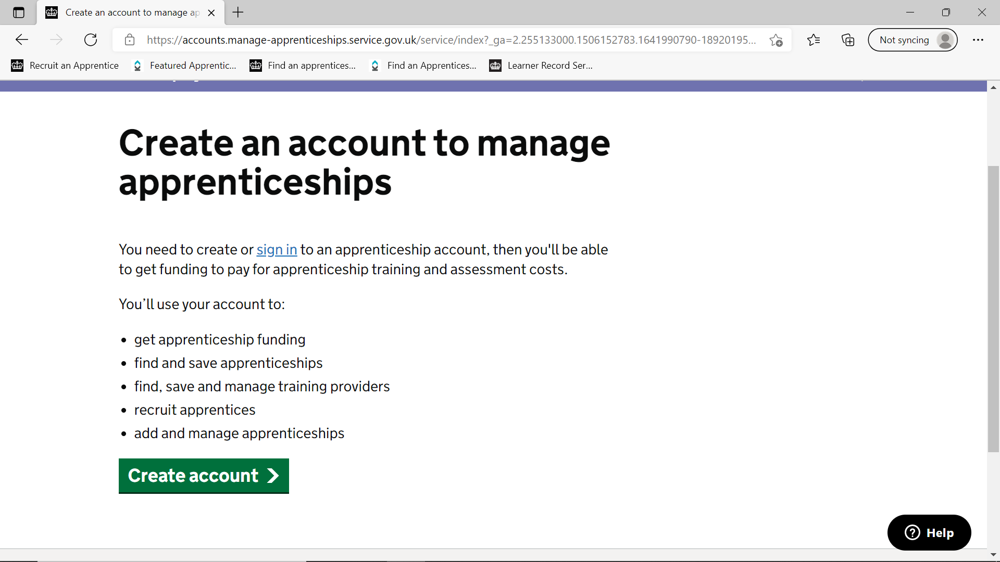 Create an account to manage ap
https://accounts.manage-apprenticeships.service.gov.uk/service/index?_ga=2.255133000.1506152783.1641990790-18920195...
Not syncing
Recruit an Apprentice
Featured Apprentic...
Find an apprentices...
Find an Apprentices...
Learner Record Ser...
Create an account to manage
apprenticeships
You need to create or sign in to an apprenticeship account, then you'll be able
to get funding to pay for apprenticeship training and assessment costs.
You’ll use your account to:
• get apprenticeship funding
• find and save apprenticeships
• find, save and manage training providers
• recruit apprentices
• add and manage apprenticeships
Create account
Help